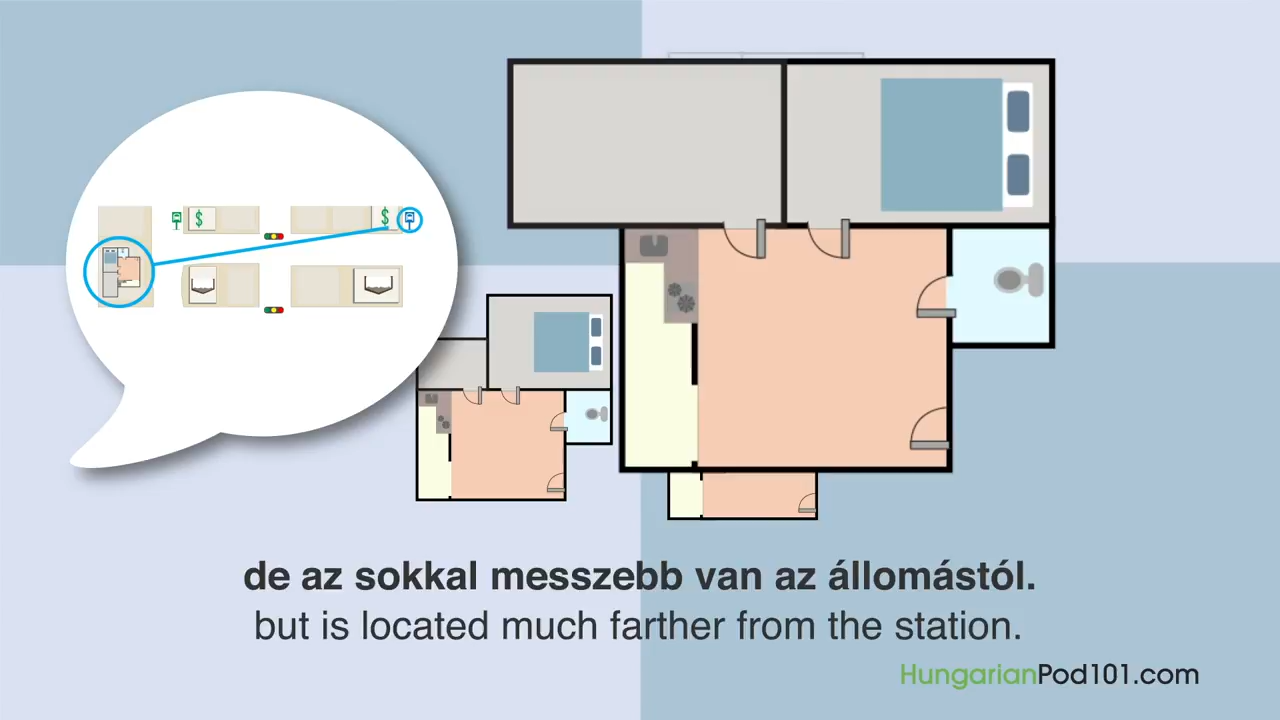 $
$
de az sokkal messzebb van az állomástól.
but is located much farther from the station.
HungarianPod101.com